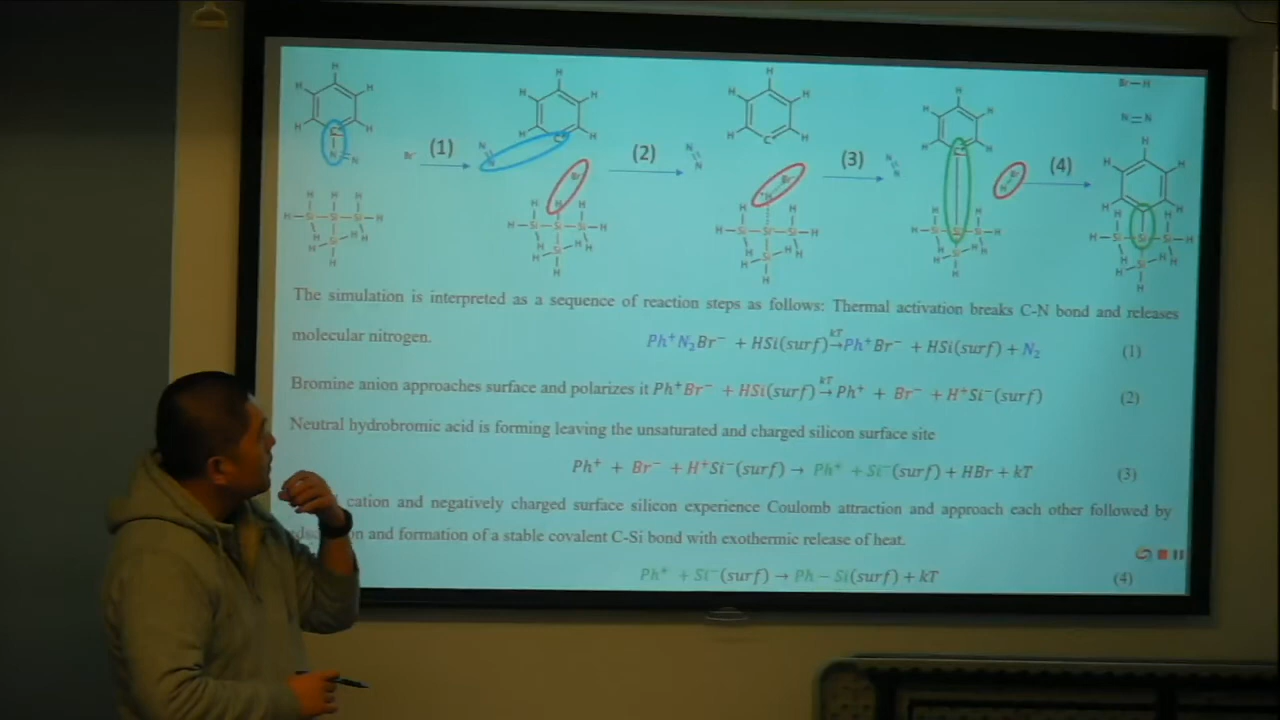 (1) (2) (3) (4)
The simulation is interpreted as a sequence of reaction steps as follows: Thermal activation breaks C-N bond and releases
molecular nitrogen. Ph⁺N₂Br⁻ + HSi(surf) →kT Ph⁺Br⁻ + HSi(surf) + N₂ (1)
Bromine anion approaches surface and polarizes it Ph⁺Br⁻ + HSi(surf) →kT Ph⁺ + Br⁻ + H⁺Si⁻(surf) (2)
Neutral hydrobromic acid is forming leaving the unsaturated and charged silicon surface site
Ph⁺ + Br⁻ + H⁺Si⁻(surf) → Ph⁺ + Si⁻(surf) + HBr + kT (3)
cation and negatively charged surface silicon experience Coulomb attraction and approach each other followed by
and formation of a stable covalent C-Si bond with exothermic release of heat.
Ph⁺ + Si⁻(surf) → Ph – Si(surf) + kT (4)